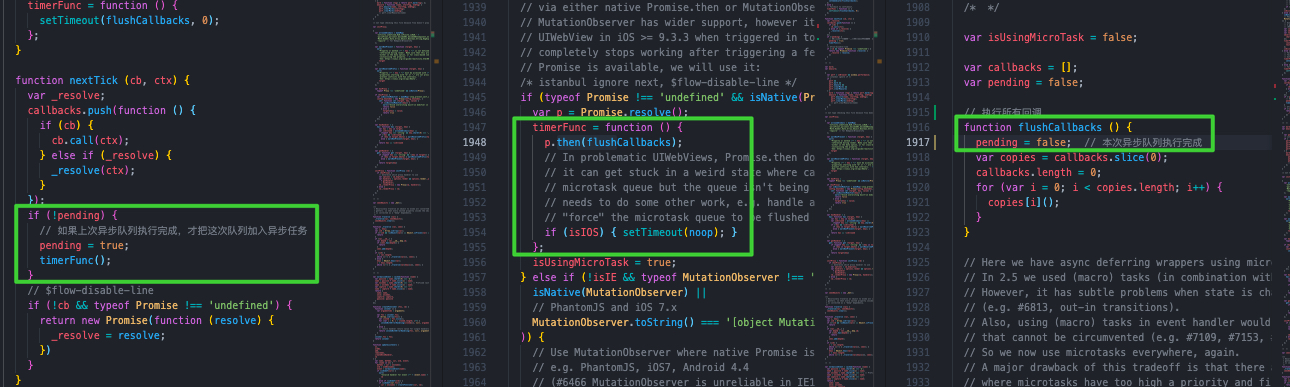 timerFunc = function () {
setTimeout(flushCallbacks, 0);
};
}
function nextTick (cb, ctx) {
var _resolve;
callbacks.push(function () {
if (cb) {
cb.call(ctx);
} else if (_resolve) {
_resolve(ctx);
}
});
if (!pending) {
// 如果上次异步队列执行完成，才把这次队列加入异步任务
pending = true;
timerFunc();
}
// $flow-disable-line
if (!cb && typeof Promise !== 'undefined') {
return new Promise(function (resolve) {
_resolve = resolve;
})
}
}
1939 // via either native Promise.then or MutationObse
1940 // MutationObserver has wider support, however it
1941 // UIWebView in iOS >= 9.3.3 when triggered in to
1942 // completely stops working after triggering a fe
1943 // Promise is available, we will use it:
1944 /* istanbul ignore next, $flow-disable-line */
1945 if (typeof Promise !== 'undefined' && isNative(Pr
1946 var p = Promise.resolve();
1947 timerFunc = function () {
1948 p.then(flushCallbacks);
1949 // In problematic UIWebViews, Promise.then do
1950 // it can get stuck in a weird state where ca
1951 // microtask queue but the queue isn't being
1952 // needs to do some other work, e.g. handle a
1953 // "force" the microtask queue to be flushed
1954 if (isIOS) { setTimeout(noop); }
1955 };
1956 isUsingMicroTask = true;
1957 } else if (!isIE && typeof MutationObserver !== '
1958 isNative(MutationObserver) ||
1959 // PhantomJS and iOS 7.x
1960 MutationObserver.toString() === '[object Mutati
1961 )) {
1962 // Use MutationObserver where native Promise is
1963 // e.g. PhantomJS, iOS7, Android 4.4
1964 // (#6466 MutationObserver is unreliable in IE1
1908 /*  */
1909
1910 var isUsingMicroTask = false;
1911
1912 var callbacks = [];
1913 var pending = false;
1914
1915 // 执行所有回调
1916 function flushCallbacks () {
1917 pending = false; // 本次异步队列执行完成
1918 var copies = callbacks.slice(0);
1919 callbacks.length = 0;
1920 for (var i = 0; i < copies.length; i++) {
1921 copies[i]();
1922 }
1923 }
1924
1925 // Here we have async deferring wrappers using micr
1926 // In 2.5 we used (macro) tasks (in combination wit
1927 // However, it has subtle problems when state is ch
1928 // (e.g. #6813, out-in transitions).
1929 // Also, using (macro) tasks in event handler would
1930 // that cannot be circumvented (e.g. #7109, #7153,
1931 // So we now use microtasks everywhere, again.
1932 // A major drawback of this tradeoff is that there
1933 // where microtasks have too high a priority and fi